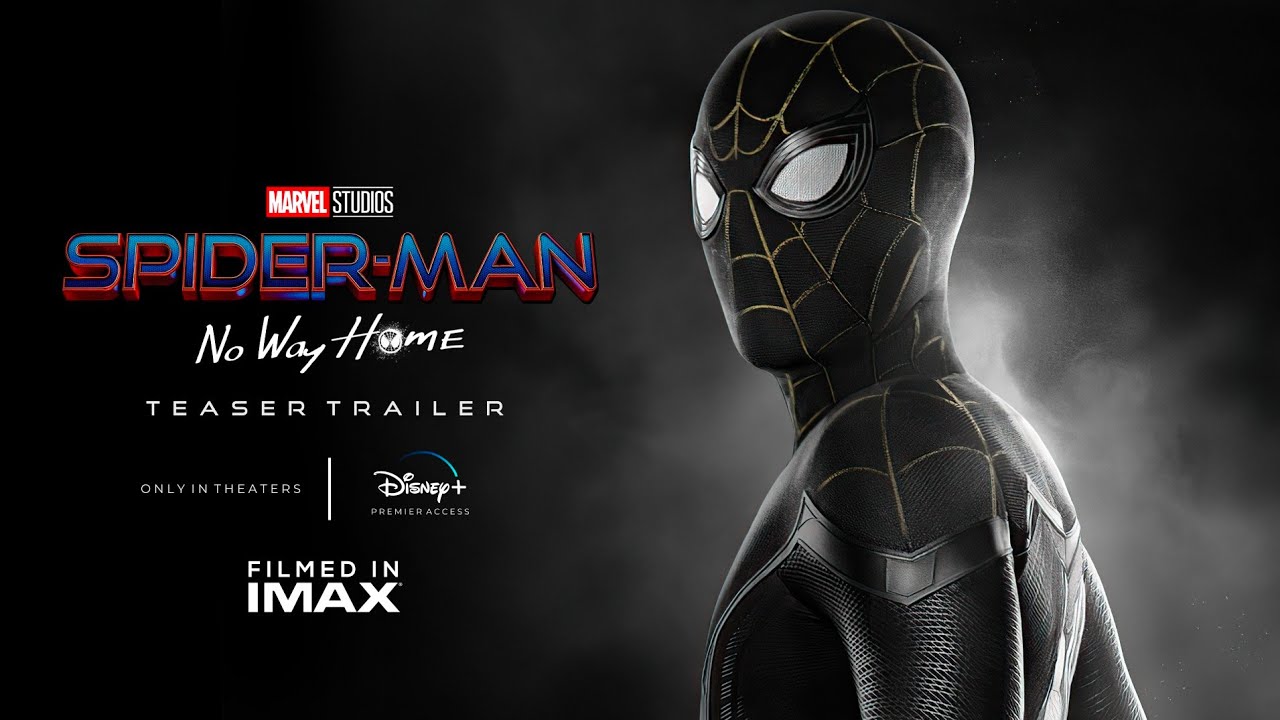 MARVEL STUDIOS
SPIDER-MAN
No Way Home
TEASER TRAILER
ONLY IN THEATERS
Disney+
PREMIER ACCESS
FILMED IN
IMAX